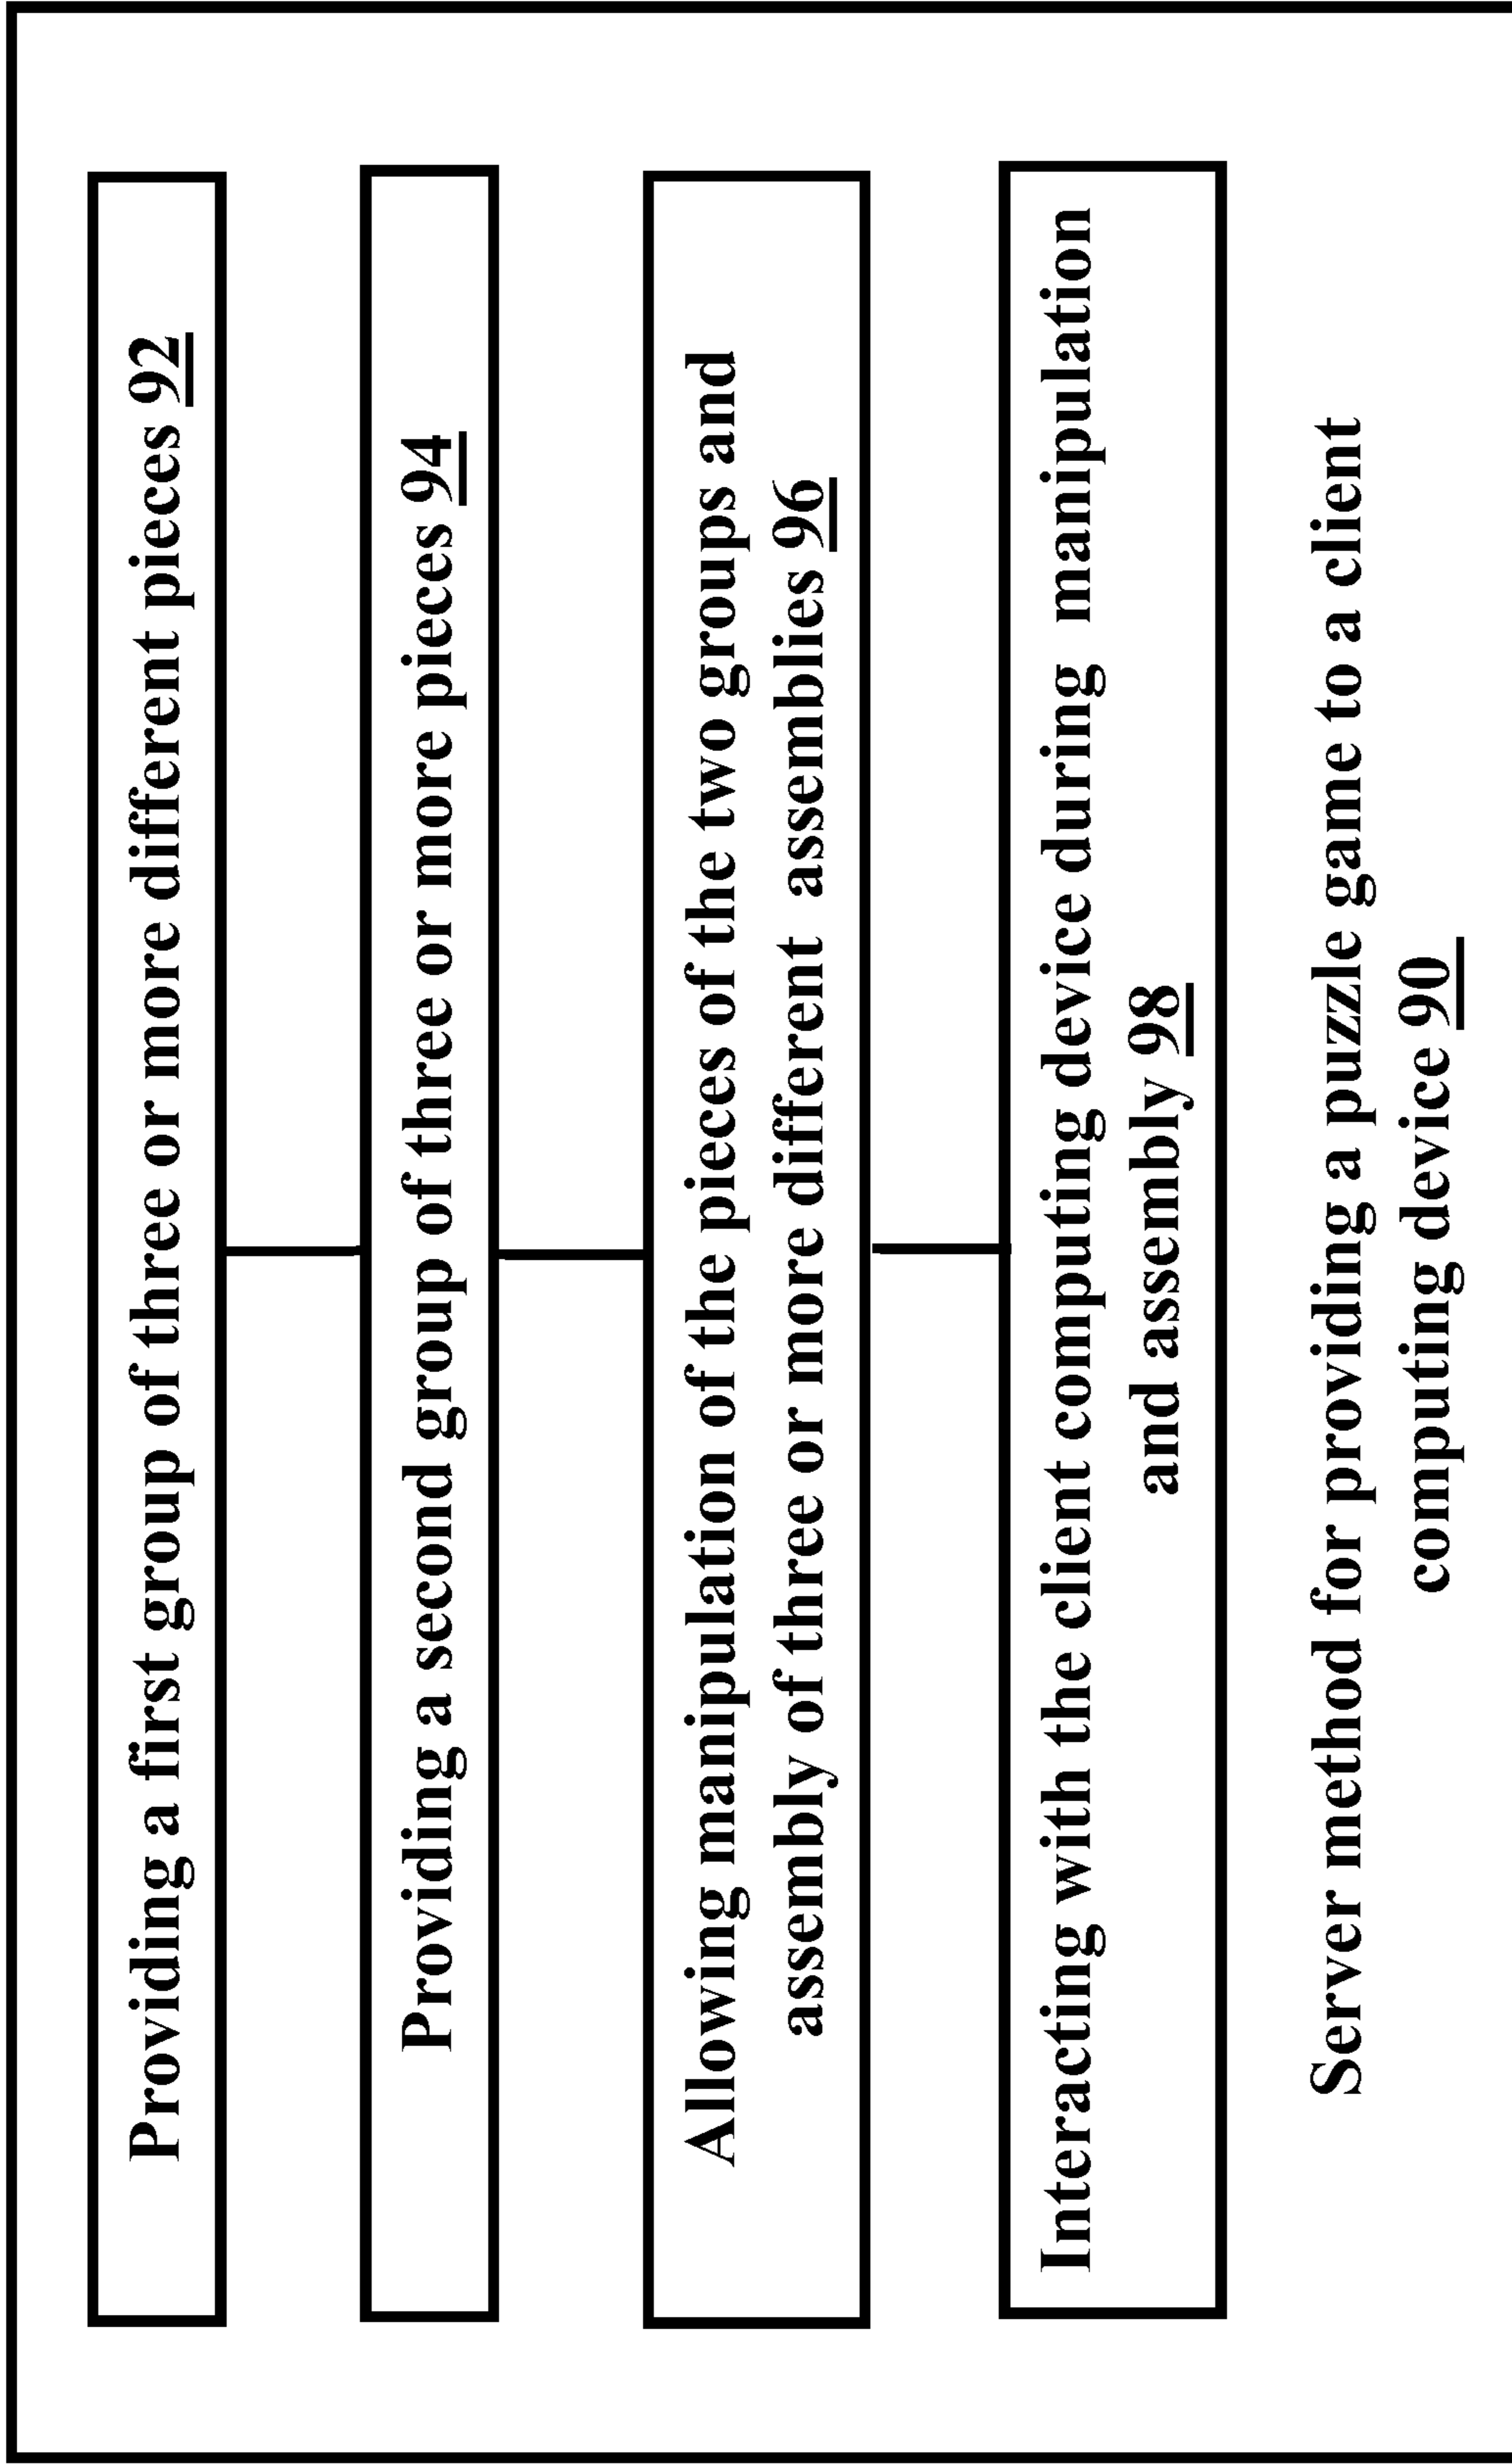 Providing a first group of three or more different pieces 92
Providing a second group of three or more pieces 94
Allowing manipulation of the pieces of the two groups and
assembly of three or more different assemblies 96
Interacting with the client computing device during manipulation
and assembly 98
Server method for providing a puzzle game to a client
computing device 90